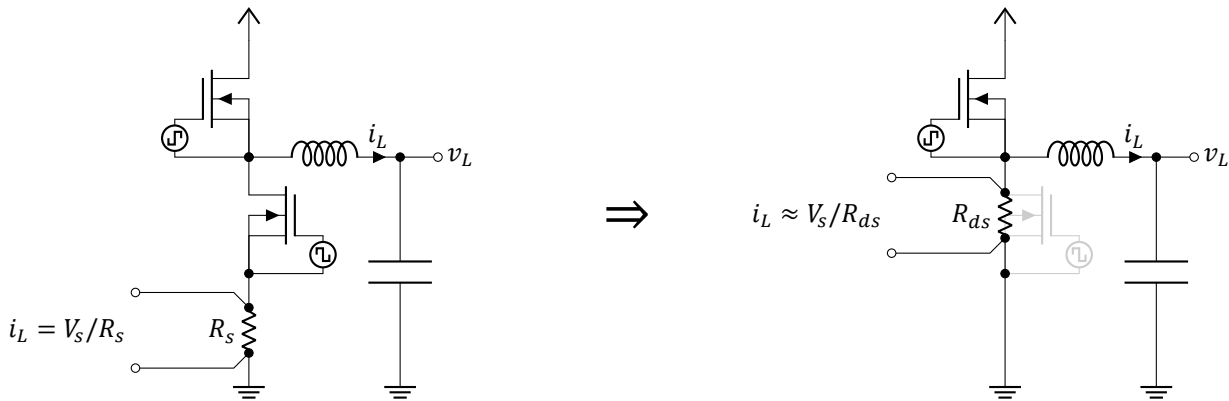 i_L
v_L
i_L = V_s/R_s
R_s
⇒
i_L
v_L
i_L ≈ V_s/R_ds
R_ds